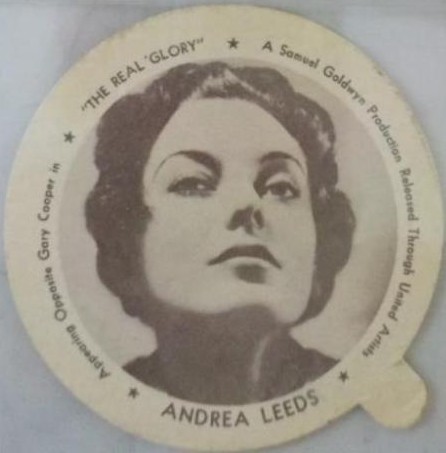 Appearing Opposite Gary Cooper in
★ "THE REAL GLORY" ★
A Samuel Goldwyn Production Released Through United Artists
★ ANDREA LEEDS ★